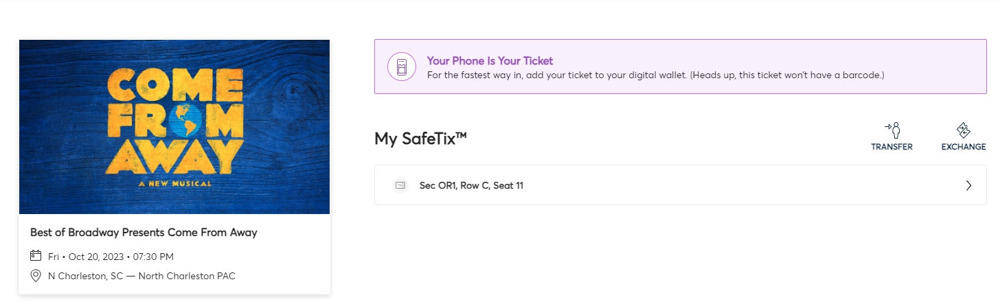 COME
FROM
AWAY
A NEW MUSICAL
Best of Broadway Presents Come From Away
Fri • Oct 20, 2023 • 07:30 PM
N Charleston, SC — North Charleston PAC
Your Phone Is Your Ticket
For the fastest way in, add your ticket to your digital wallet. (Heads up, this ticket won't have a barcode.)
My SafeTix™
TRANSFER
EXCHANGE
Sec OR1, Row C, Seat 11